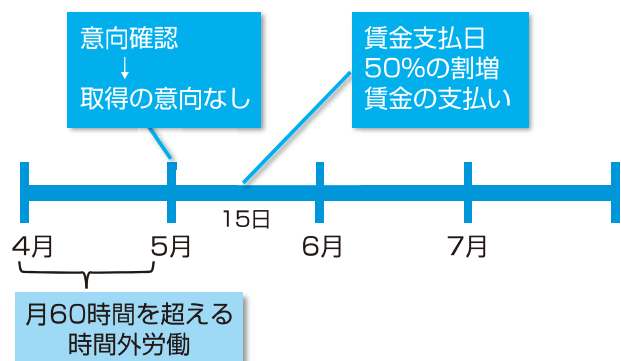 意向確認
↓
取得の意向なし
賃金支払日
50%の割増
賃金の支払い
15日
4月
5月
6月
7月
月60時間を超える
時間外労働